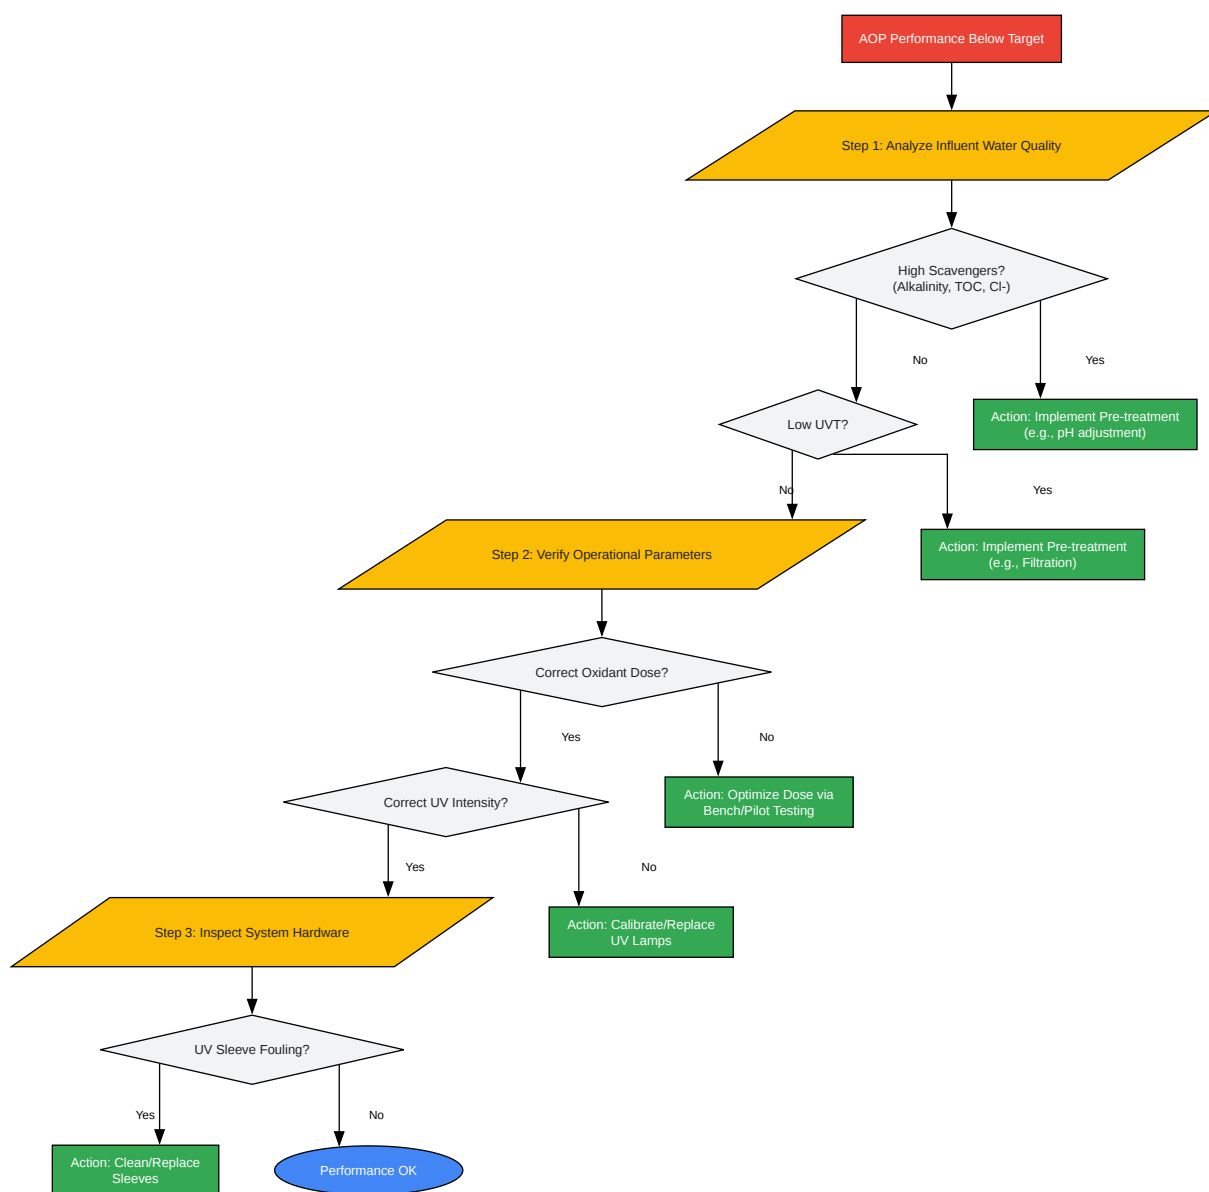 AOP Performance Below Target
Step 1: Analyze Influent Water Quality
High Scavengers?
(Alkalinity, TOC, Cl-)
No
Yes
Low UVT?
Action: Implement Pre-treatment
(e.g., pH adjustment)
No
Yes
Step 2: Verify Operational Parameters
Action: Implement Pre-treatment
(e.g., Filtration)
Correct Oxidant Dose?
Yes
No
Correct UV Intensity?
Action: Optimize Dose via
Bench/Pilot Testing
Yes
No
Step 3: Inspect System Hardware
Action: Calibrate/Replace
UV Lamps
UV Sleeve Fouling?
Yes
No
Action: Clean/Replace
Sleeves
Performance OK